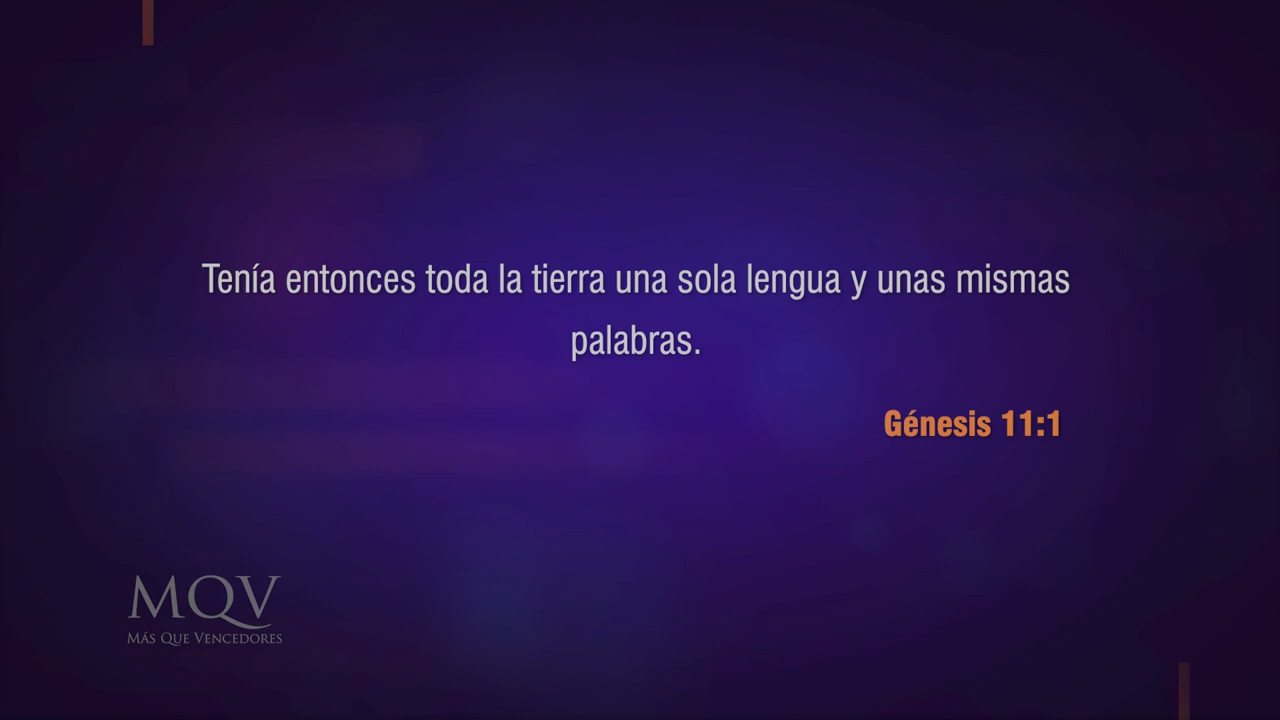 Tenía entonces toda la tierra una sola lengua y unas mismas
palabras.
Génesis 11:1
MQV
MÁS QUE VENCEDORES